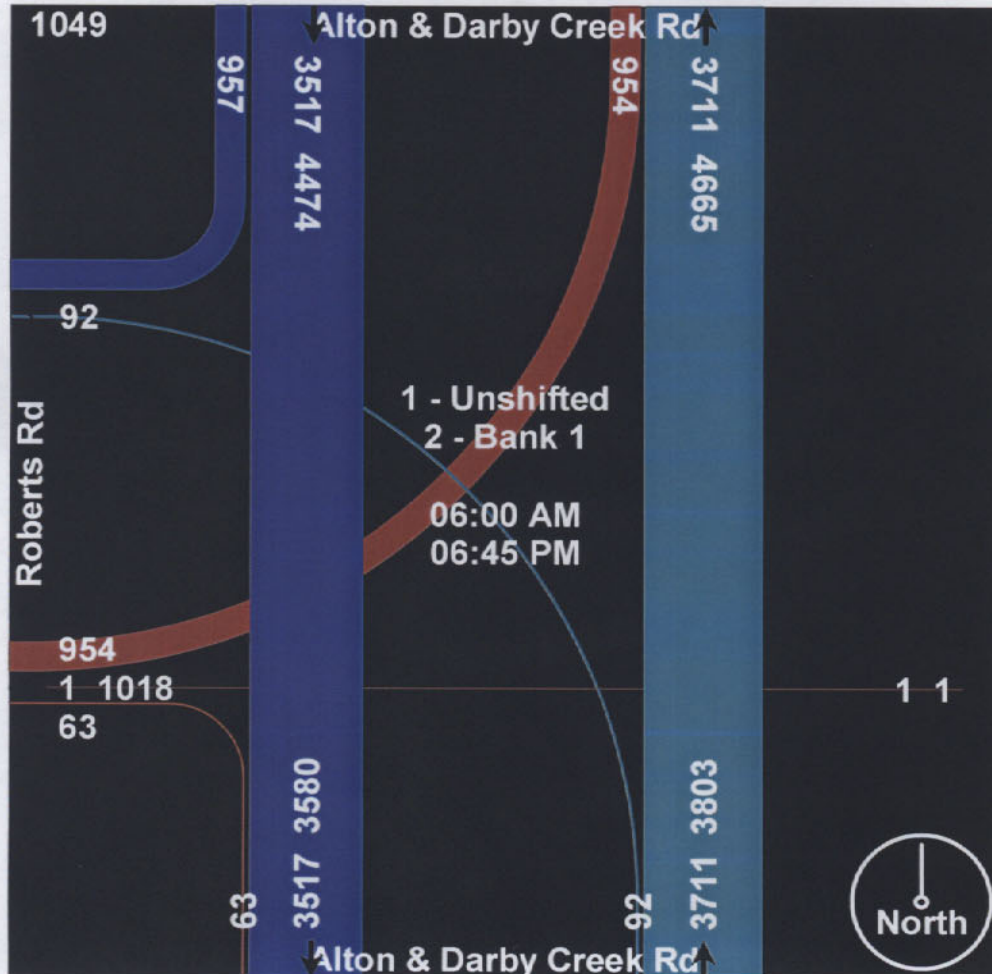 1049
Alton & Darby Creek Rd
957
3517 4474
954
3711 4665
92
1 - Unshifted
2 - Bank 1
06:00 AM
06:45 PM
Roberts Rd
954
1 1018
1 1
63
63
3517 3580
92
3711 3803
North
Alton & Darby Creek Rd